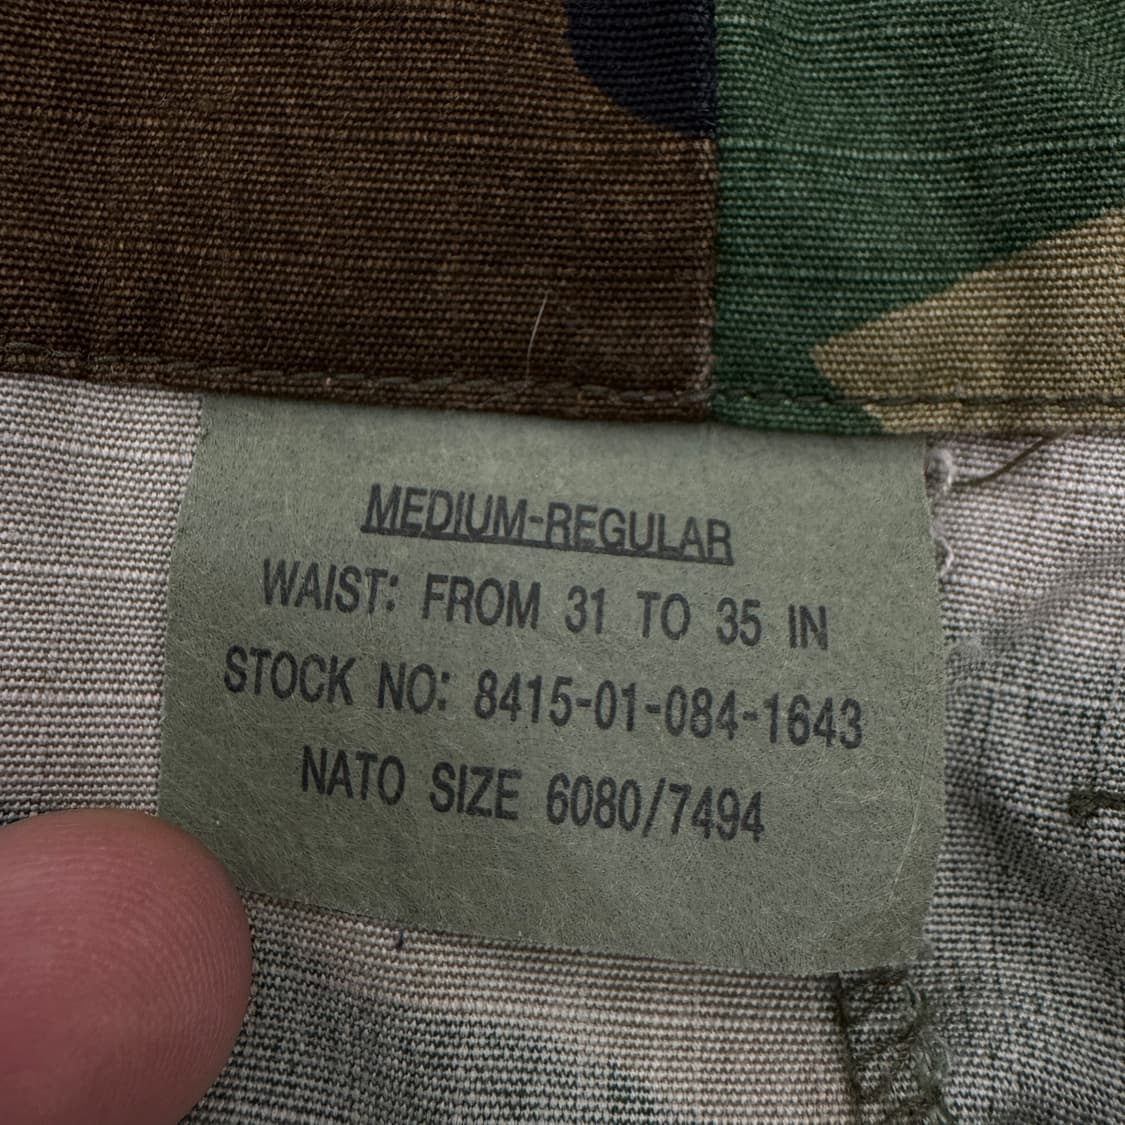 MEDIUM-REGULAR
WAIST: FROM 31 TO 35 IN
STOCK NO: 8415-01-084-1643
NATO SIZE 6080/7494